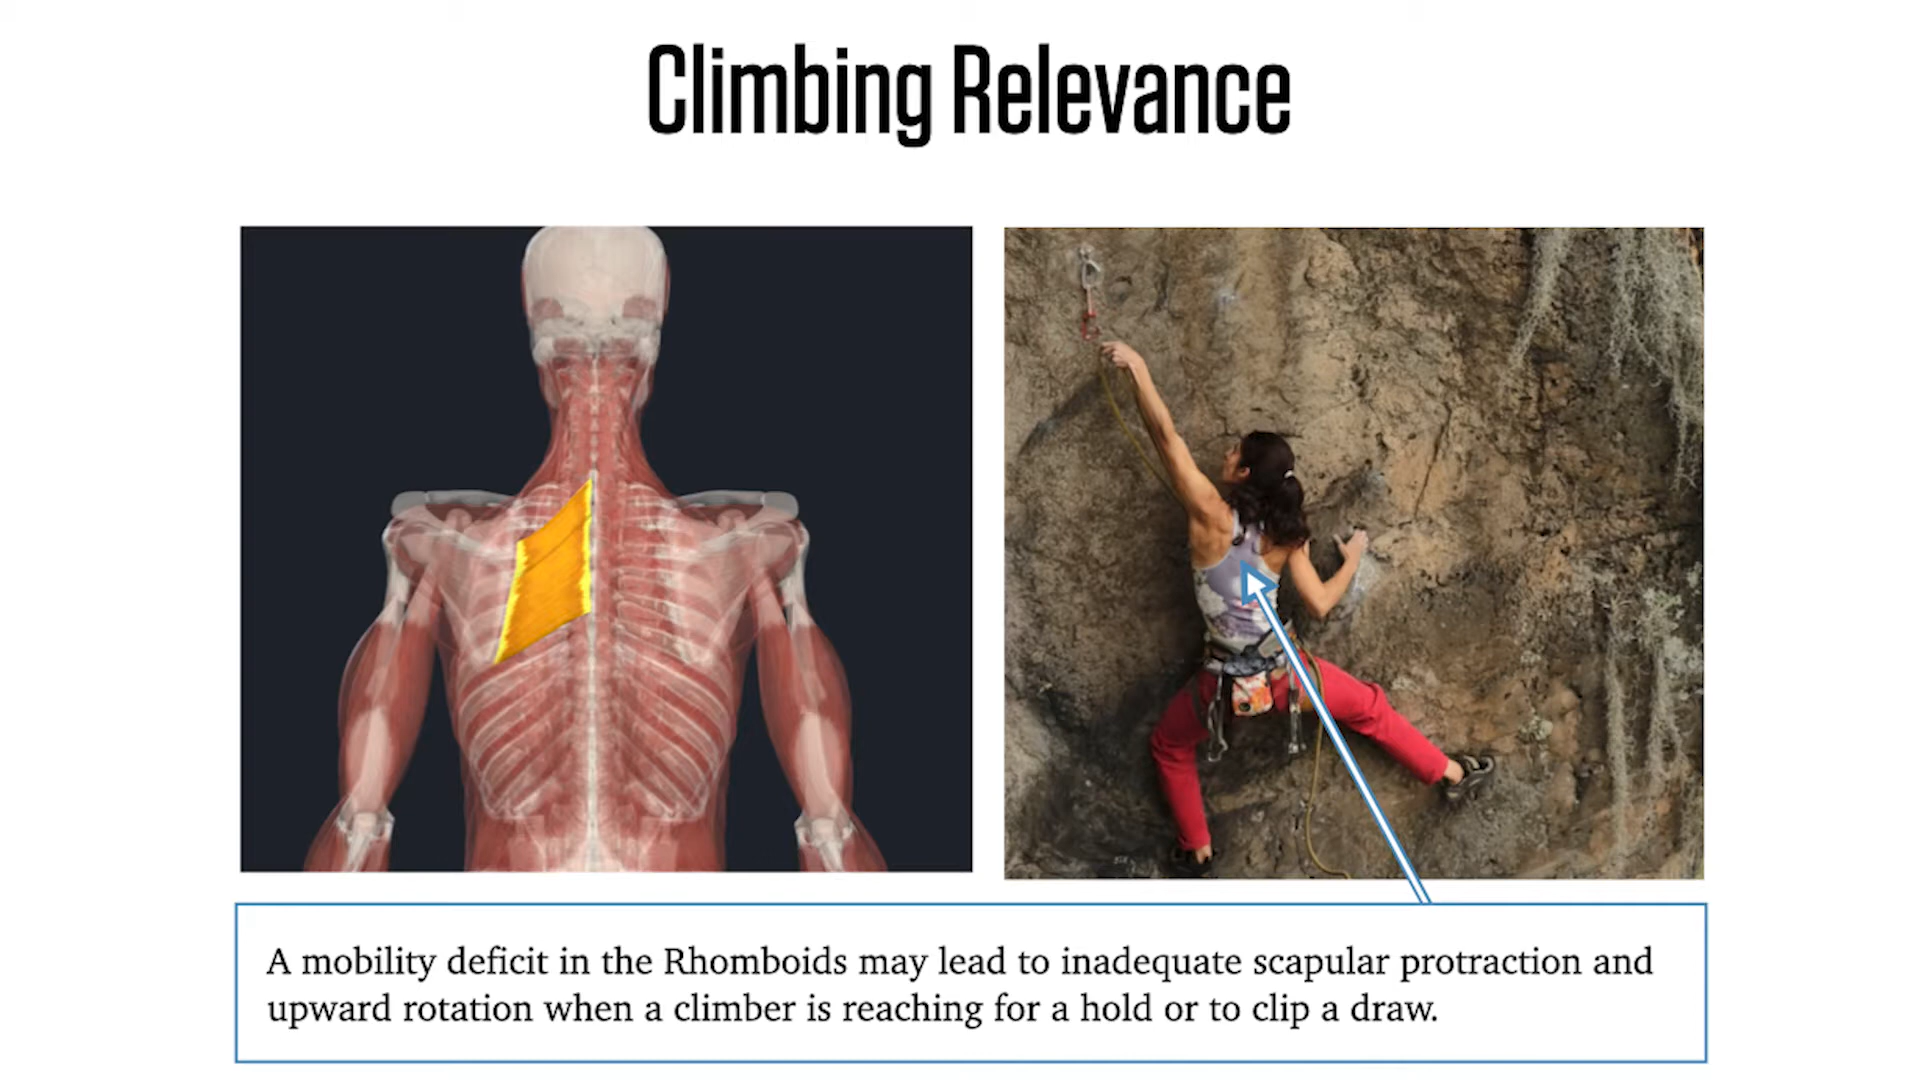 Climbing Relevance
A mobility deficit in the Rhomboids may lead to inadequate scapular protraction and
upward rotation when a climber is reaching for a hold or to clip a draw.